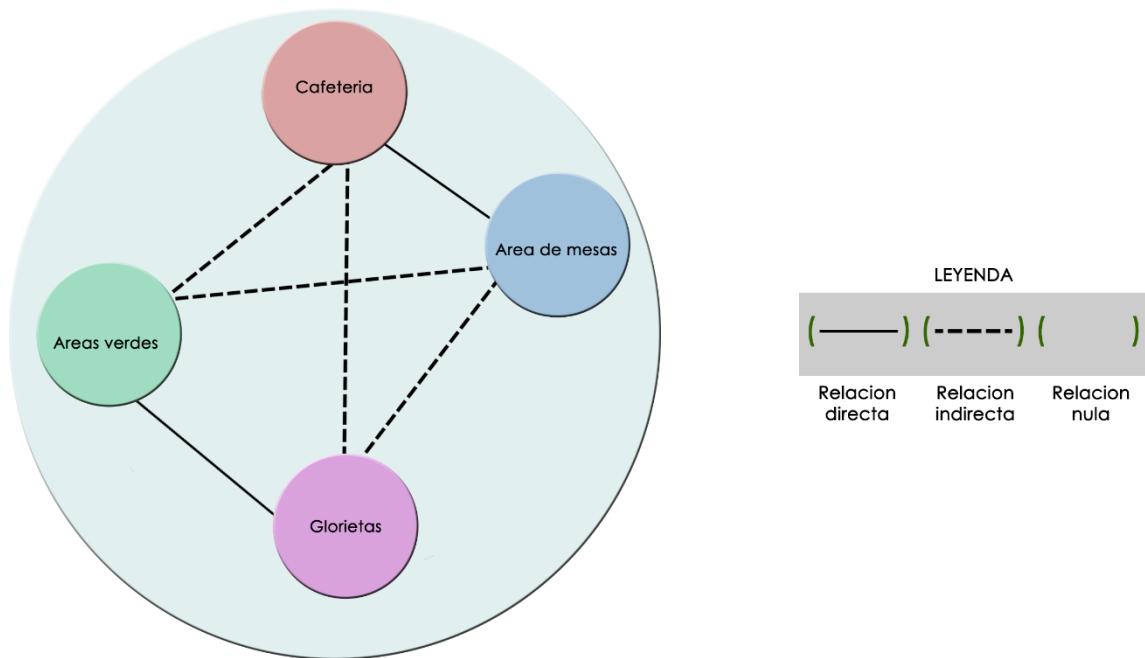 Cafeteria
Area de mesas
Areas verdes
Glorietas
LEYENDA
( ) ( ) ( )
Relacion
directa
Relacion
indirecta
Relacion
nula